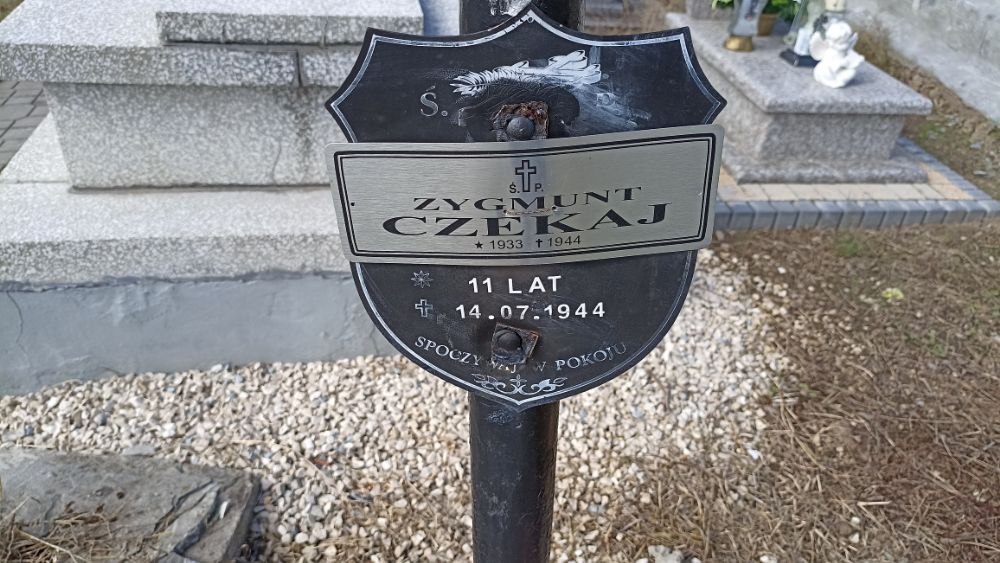 Ś. P.
Ś. P.
ZYGMUNT
CZEKAJ
★ 1933 ✝ 1944
11 LAT
14.07.1944
SPOCZYWAJ W POKOJU